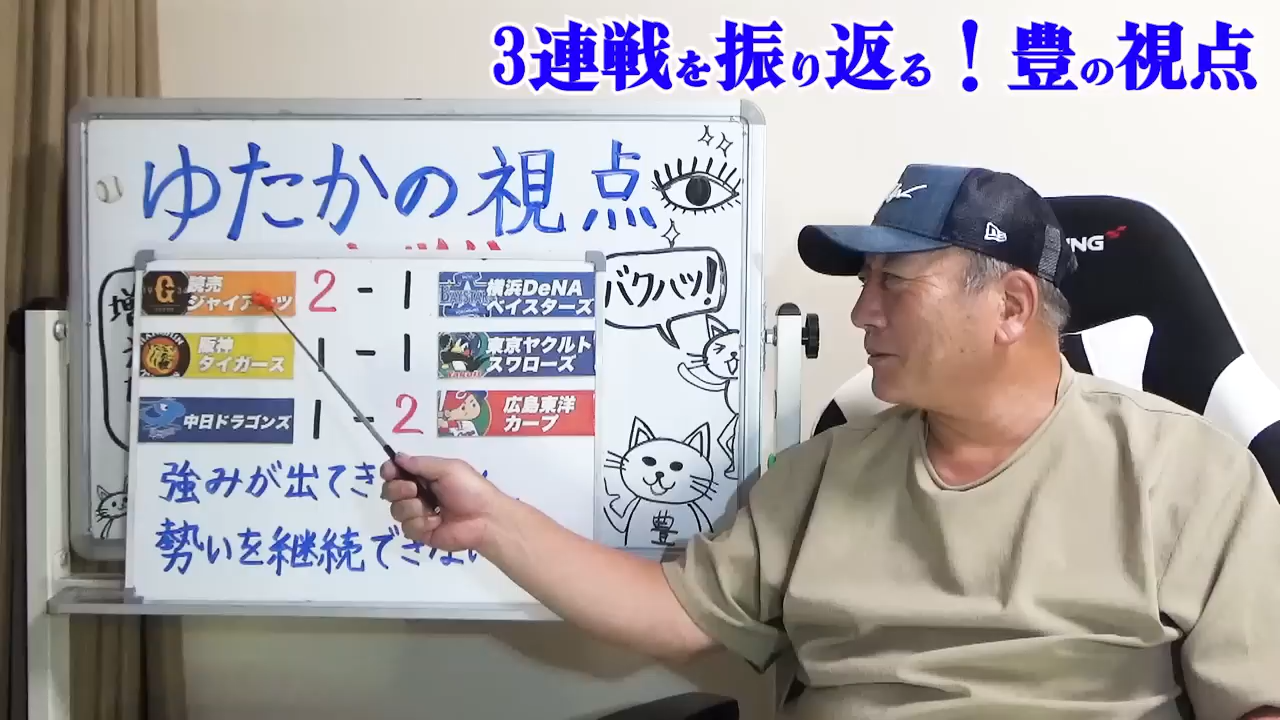 3連戦を振り返る！豊の視点
ゆたかの視点
バクハツ!
増
読売
ジャイアンツ
2 - 1
横浜DeNA
ベイスターズ
阪神
タイガース
1 - 1
東京ヤクルト
スワローズ
中日ドラゴンズ
1 - 2
広島東洋
カープ
強みが出てき
勢いを継続できない
豊